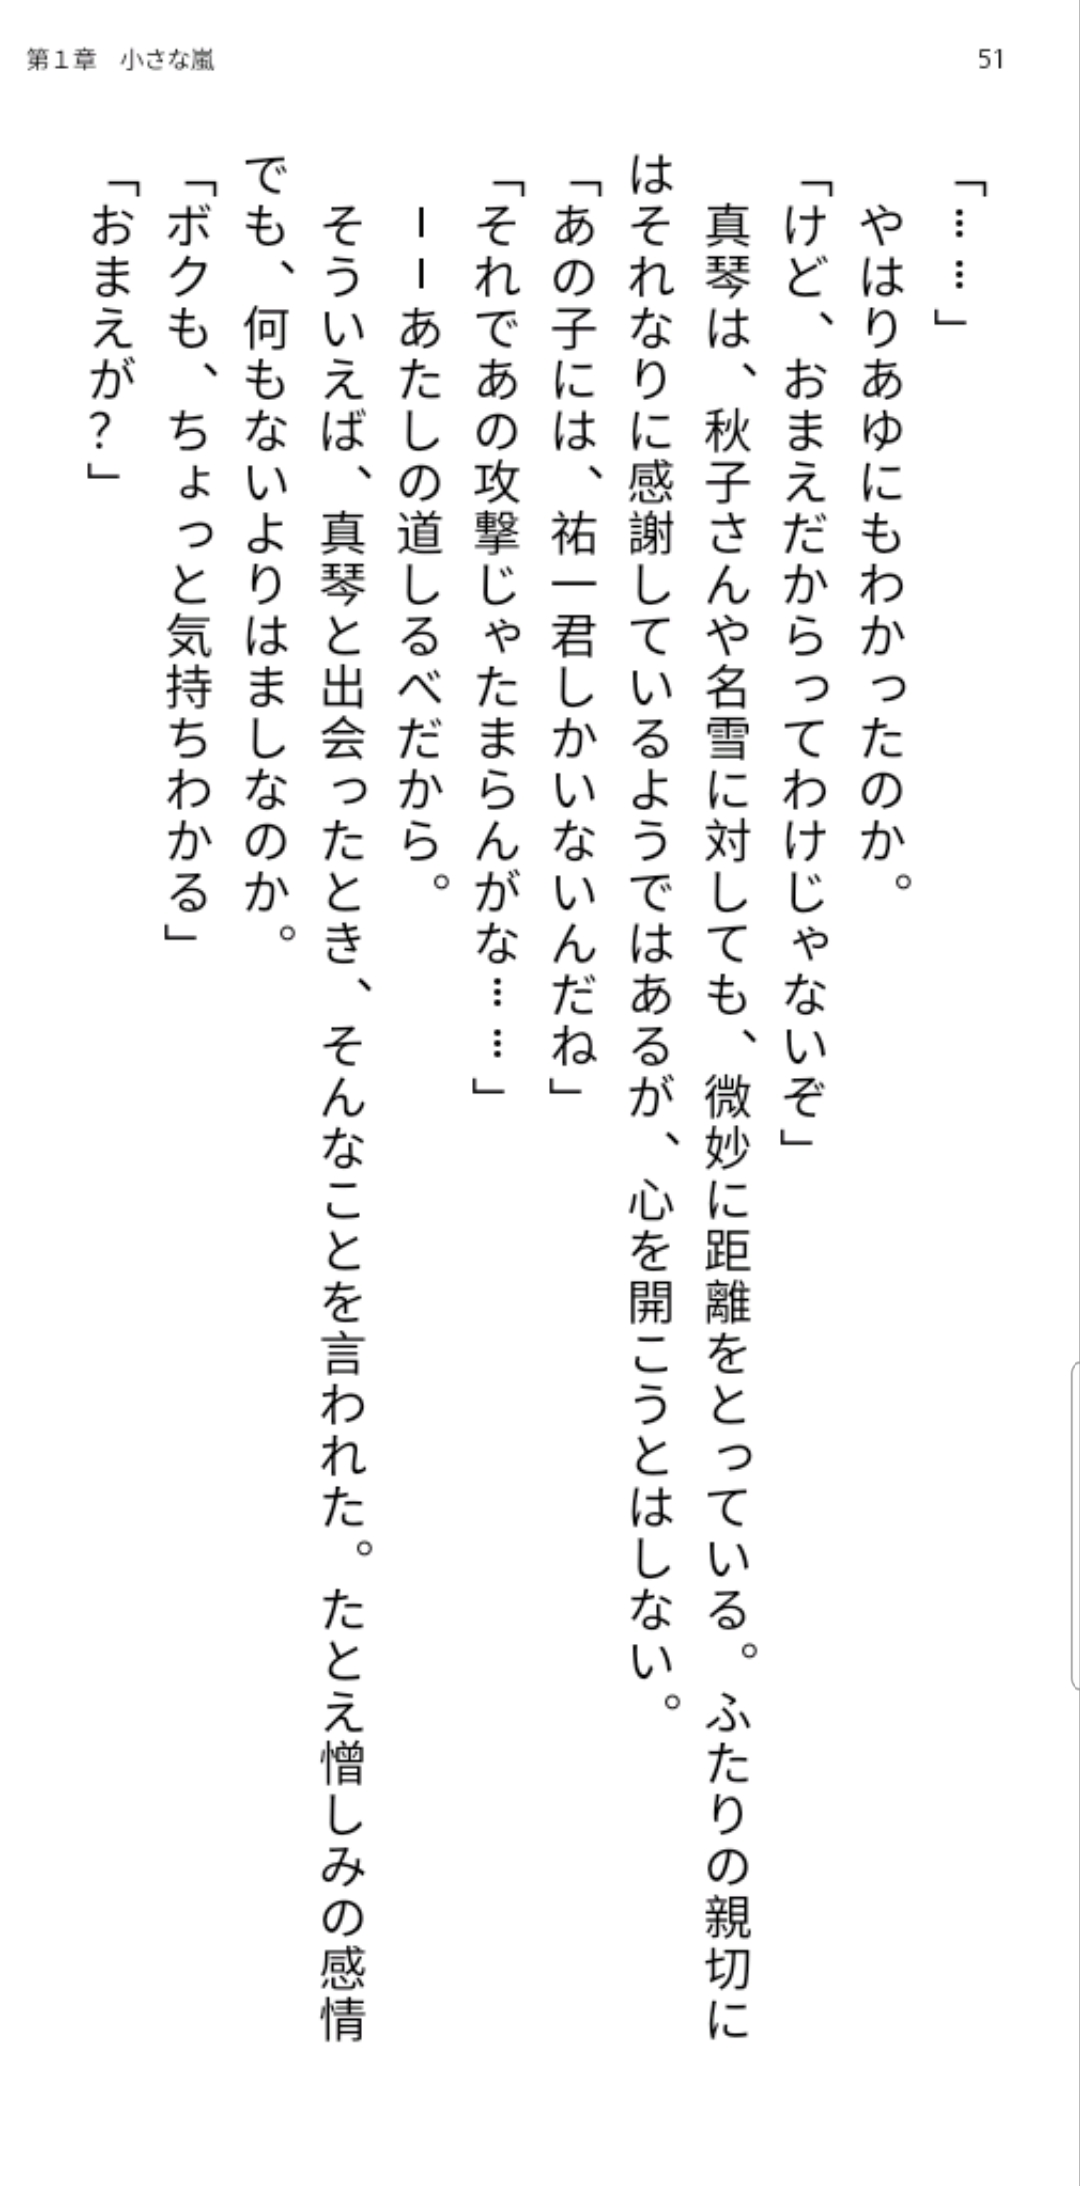 第1章　小さな嵐
51
「……」
　やはりあゆにもわかったのか。
「けど、おまえだからってわけじゃないぞ」
　真琴は、秋子さんや名雪に対しても、微妙に距離をとっている。ふたりの親切に
はそれなりに感謝しているようではあるが、心を開こうとはしない。
「あの子には、祐一君しかいないんだね」
「それであの攻撃じゃたまらんがな……」
　――あたしの道しるべだから。
　そういえば、真琴と出会ったとき、そんなことを言われた。たとえ憎しみの感情
でも、何もないよりはましなのか。
「ボクも、ちょっと気持ちわかる」
「おまえが？」